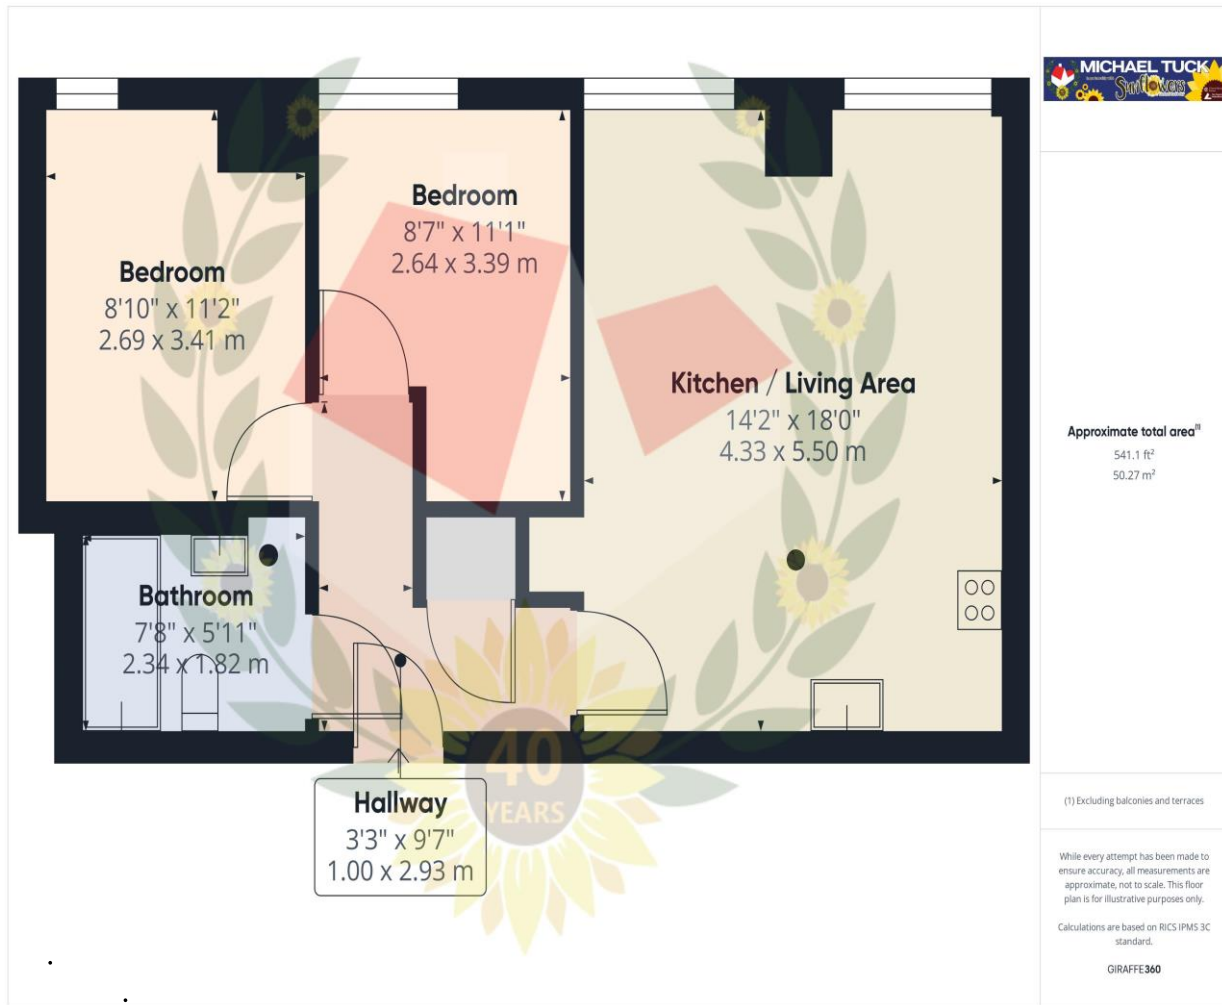 MICHAEL TUCK
Sunflowers
Bedroom
8'7" x 11'1"
2.64 x 3.39 m
Bedroom
8'10" x 11'2"
2.69 x 3.41 m
Kitchen / Living Area
14'2" x 18'0"
4.33 x 5.50 m
Bathroom
7'8" x 5'11"
2.34 x 1.82 m
40
YEARS
Hallway
3'3" x 9'7"
1.00 x 2.93 m
Approximate total area(1)
541.1 ft²
50.27 m²
(1) Excluding balconies and terraces
While every attempt has been made to
ensure accuracy, all measurements are
approximate, not to scale. This floor
plan is for illustrative purposes only.
Calculations are based on RICS IPMS 3C
standard.
GIRAFFE360